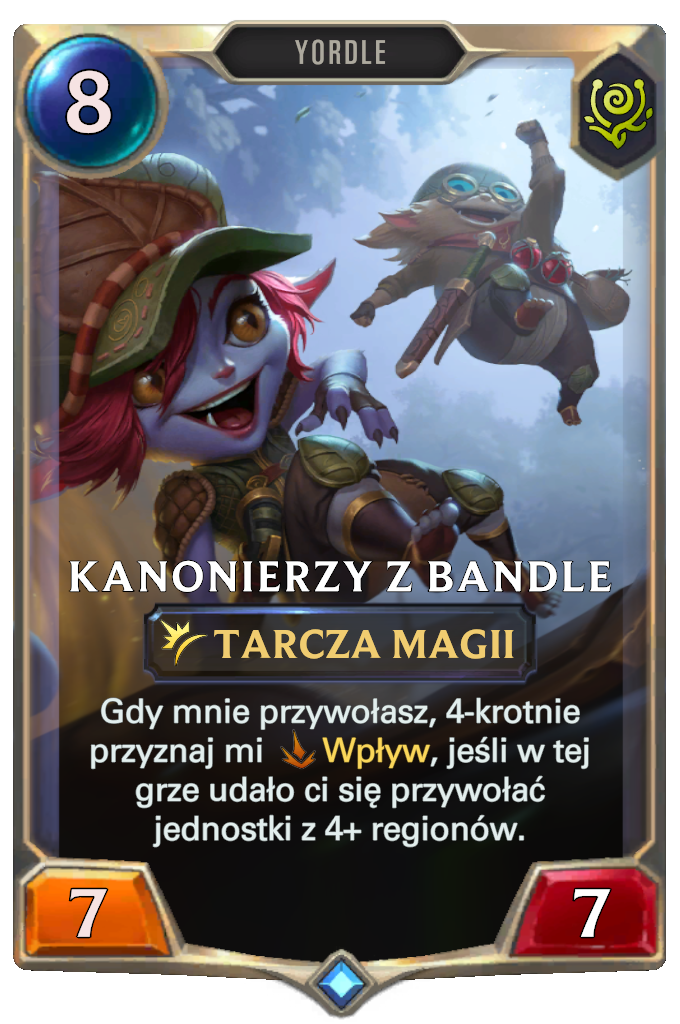 YORDLE
8
KANONIERZY Z BANDLE
TARCZA MAGII
Gdy mnie przywołasz, 4-krotnie
przyznaj mi Wpływ, jeśli w tej
grze udało ci się przywołać
jednostki z 4+ regionów.
7
7